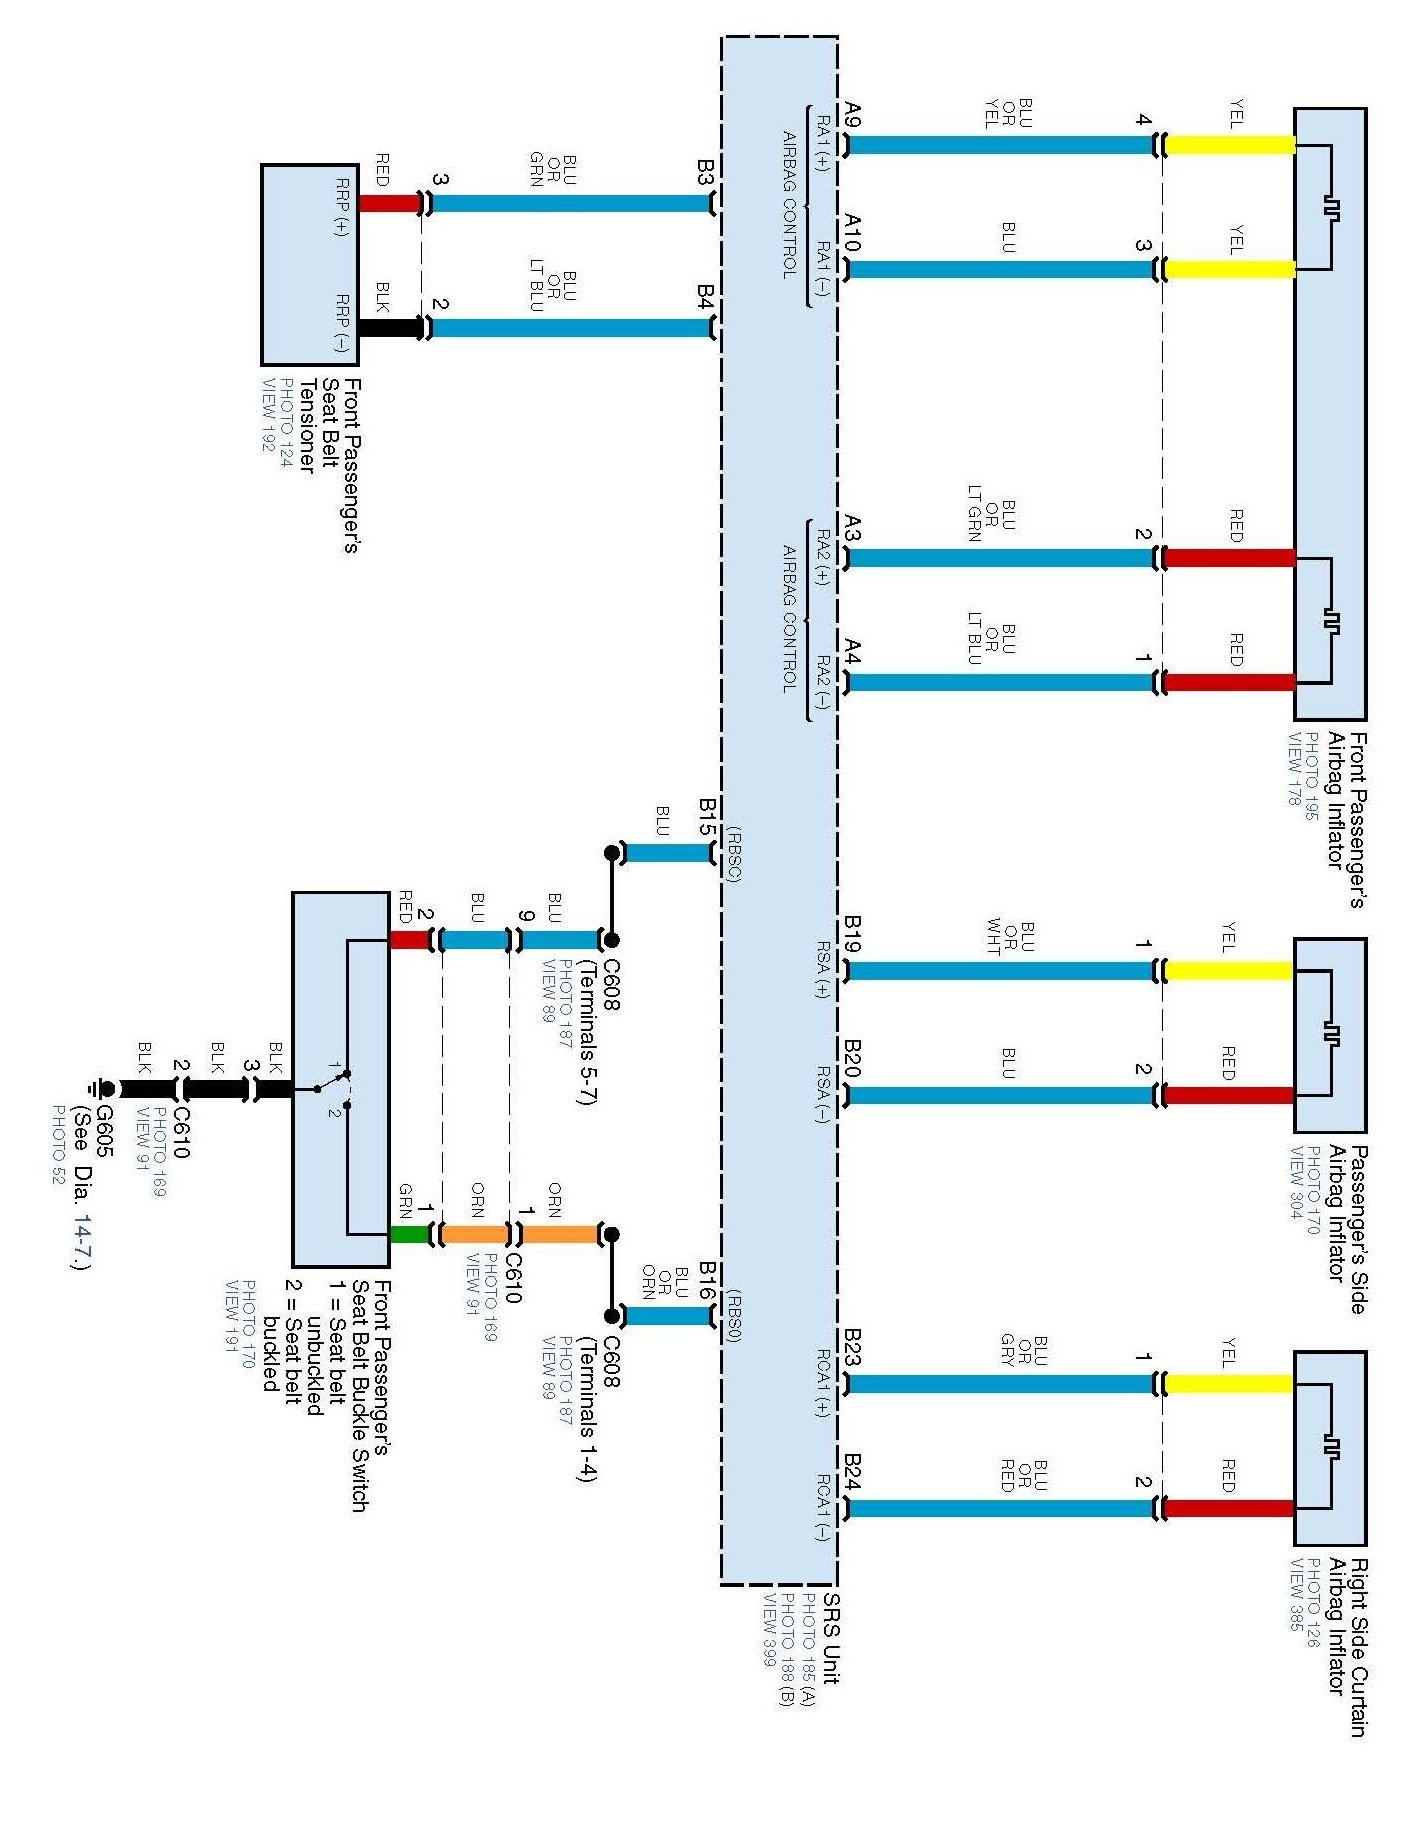 Front Passenger's
Airbag Inflator
PHOTO 195
VIEW 178
Passenger's Side
Airbag Inflator
PHOTO 170
VIEW 304
Right Side Curtain
Airbag Inflator
PHOTO 126
VIEW 385
YEL
YEL
RED
RED
YEL
RED
YEL
RED
4
3
2
1
1
2
1
2
BLU
OR
YEL
BLU
BLU
OR
LT GRN
BLU
OR
LT BLU
BLU
OR
WHT
BLU
BLU
OR
GRY
BLU
OR
RED
A9
A10
A3
A4
B19
B20
B23
B24
RA1 (+)
RA1 (−)
RA2 (+)
RA2 (−)
RSA (+)
RSA (−)
RCA1 (+)
RCA1 (−)
AIRBAG CONTROL
AIRBAG CONTROL
SRS Unit
PHOTO 185 (A)
PHOTO 188 (B)
VIEW 399
(RBSC)
(RBS0)
B3
B4
B15
B16
BLU
OR
GRN
BLU
OR
LT BLU
BLU
BLU
OR
ORN
C608
(Terminals 5-7)
PHOTO 187
VIEW 89
C608
(Terminals 1-4)
PHOTO 187
VIEW 89
BLU
ORN
9
1
C610
PHOTO 169
VIEW 91
BLU
ORN
3
2
2
1
RED
BLK
RED
GRN
RRP (+)
RRP (−)
Front Passenger's
Seat Belt
Tensioner
PHOTO 124
VIEW 192
1
2
Front Passenger's
Seat Belt Buckle Switch
1 = Seat belt
unbuckled
2 = Seat belt
buckled
PHOTO 170
VIEW 191
BLK
3
BLK
2
C610
PHOTO 169
VIEW 91
BLK
G605
(See Dia. 14-7.)
PHOTO 52